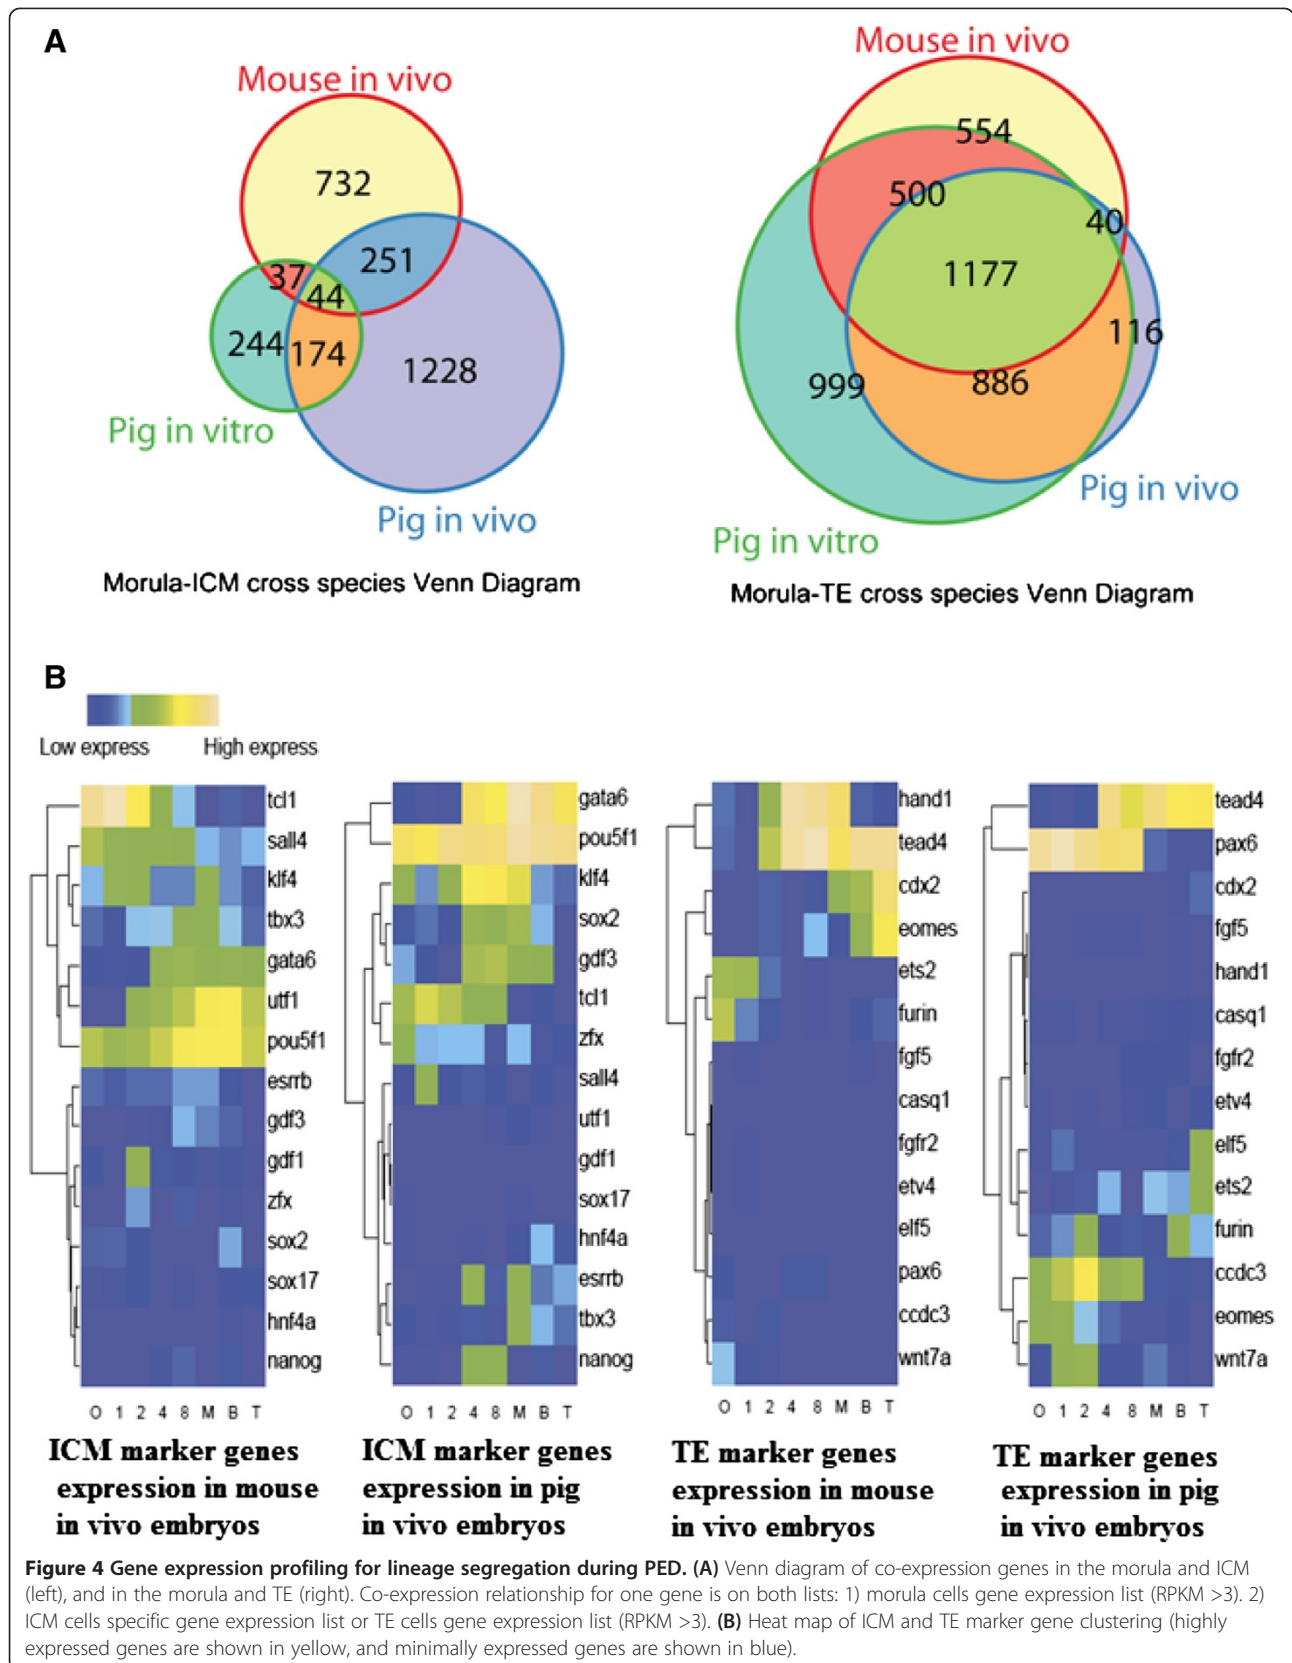 A
Mouse in vivo
732
251
37
44
244
174
1228
Pig in vitro
Pig in vivo
Morula-ICM cross species Venn Diagram
Mouse in vivo
554
500
40
1177
116
999
886
Pig in vivo
Pig in vitro
Morula-TE cross species Venn Diagram
B
Low express
High express
tcl1
sall4
klf4
tbx3
gata6
utf1
pou5f1
esrrb
gdf3
gdf1
zfx
sox2
sox17
hnf4a
nanog
O 1 2 4 8 M B T
ICM marker genes
expression in mouse
in vivo embryos
gata6
pou5f1
klf4
sox2
gdf3
tcl1
zfx
sall4
utf1
gdf1
sox17
hnf4a
esrrb
tbx3
nanog
O 1 2 4 8 M B T
ICM marker genes
expression in pig
in vivo embryos
hand1
tead4
cdx2
eomes
ets2
furin
fgf5
casq1
fgfr2
etv4
elf5
pax6
ccdc3
wnt7a
O 1 2 4 8 M B T
TE marker genes
expression in mouse
in vivo embryos
tead4
pax6
cdx2
fgf5
hand1
casq1
fgfr2
etv4
elf5
ets2
furin
ccdc3
eomes
wnt7a
O 1 2 4 8 M B T
TE marker genes
expression in pig
in vivo embryos
Figure 4 Gene expression profiling for lineage segregation during PED. (A) Venn diagram of co-expression genes in the morula and ICM
(left), and in the morula and TE (right). Co-expression relationship for one gene is on both lists: 1) morula cells gene expression list (RPKM >3). 2)
ICM cells specific gene expression list or TE cells gene expression list (RPKM >3). (B) Heat map of ICM and TE marker gene clustering (highly
expressed genes are shown in yellow, and minimally expressed genes are shown in blue).